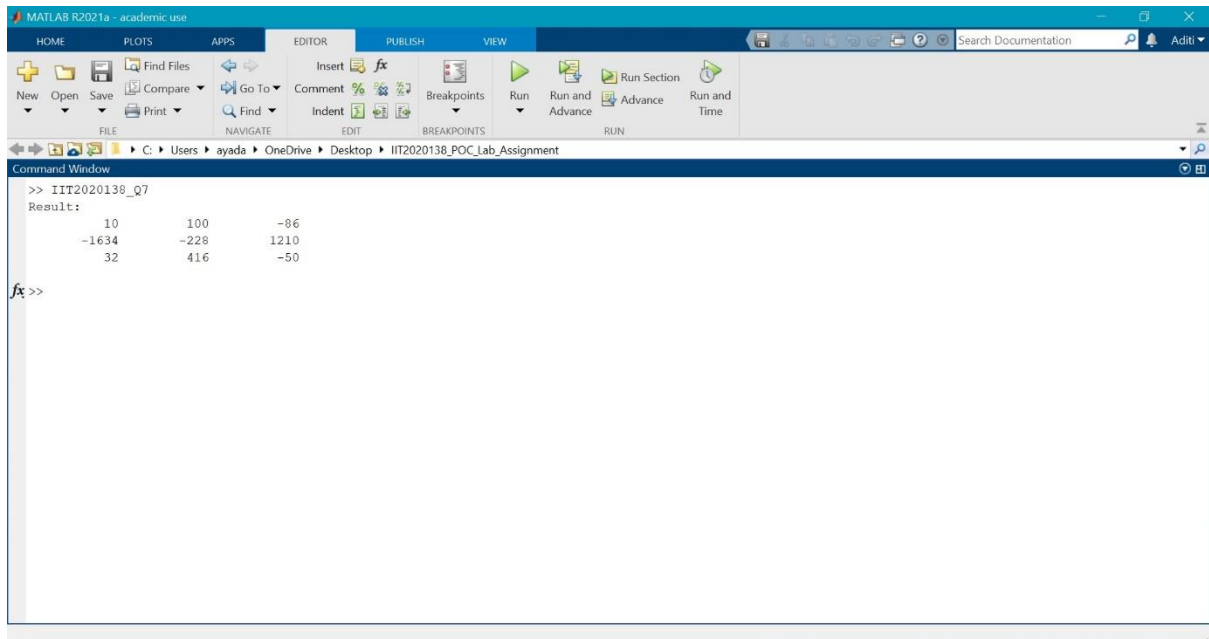 MATLAB R2021a - academic use
HOME PLOTS APPS EDITOR PUBLISH VIEW Search Documentation Aditi
New Open Save Find Files Compare Print Go To Find Insert fx Comment Indent Breakpoints Run Run and Advance Run Section Advance Run and Time
FILE NAVIGATE EDIT BREAKPOINTS RUN
C: Users ayada OneDrive Desktop IIT2020138_POC_Lab_Assignment
Command Window
>> IIT2020138_Q7
Result:
10 100 -86
-1634 -228 1210
32 416 -50
fx >>